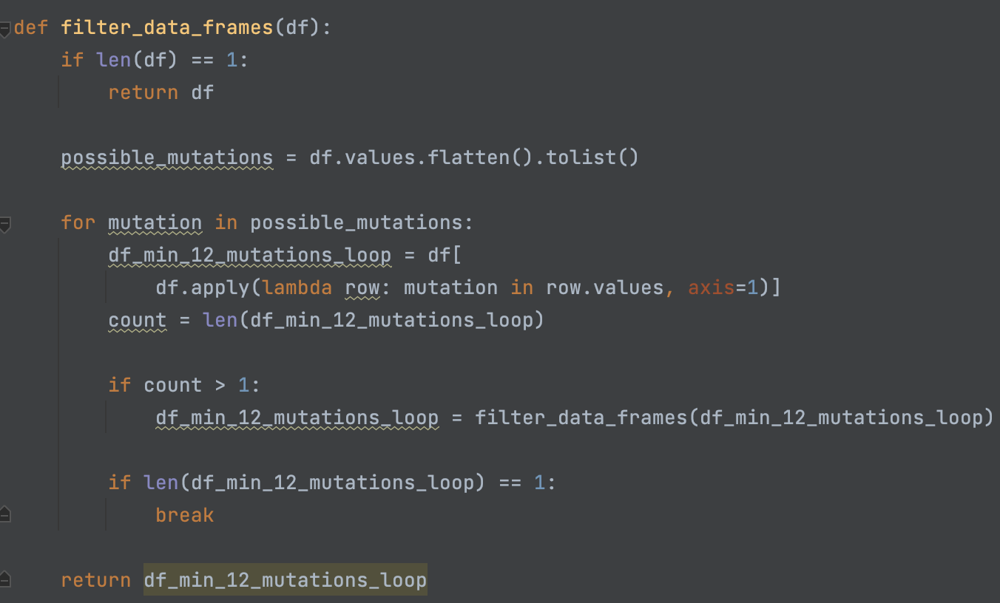 def filter_data_frames(df):
    if len(df) == 1:
        return df
    possible_mutations = df.values.flatten().tolist()
    for mutation in possible_mutations:
        df_min_12_mutations_loop = df[
            df.apply(lambda row: mutation in row.values, axis=1)]
        count = len(df_min_12_mutations_loop)
        if count > 1:
            df_min_12_mutations_loop = filter_data_frames(df_min_12_mutations_loop)
        if len(df_min_12_mutations_loop) == 1:
            break
    return df_min_12_mutations_loop